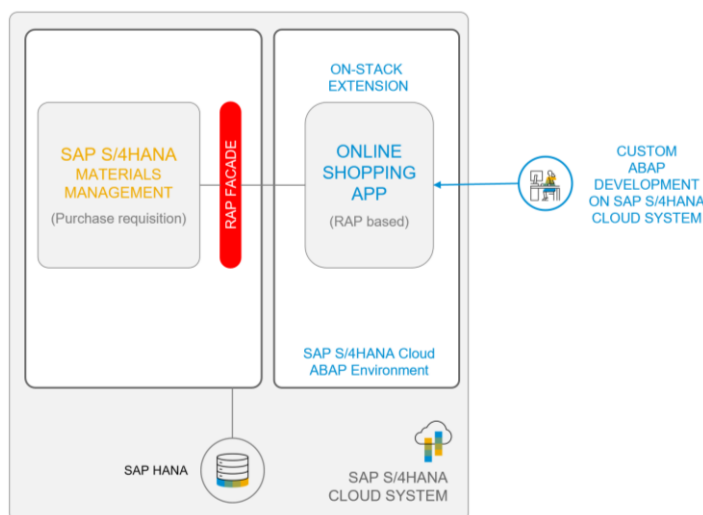 ON-STACK
EXTENSION
SAP S/4HANA
MATERIALS
MANAGEMENT
(Purchase requisition)
RAP FACADE
ONLINE
SHOPPING
APP
(RAP based)
CUSTOM
ABAP
DEVELOPMENT
ON SAP S/4HANA
CLOUD SYSTEM
SAP S/4HANA Cloud
ABAP Environment
SAP HANA
SAP S/4HANA
CLOUD SYSTEM